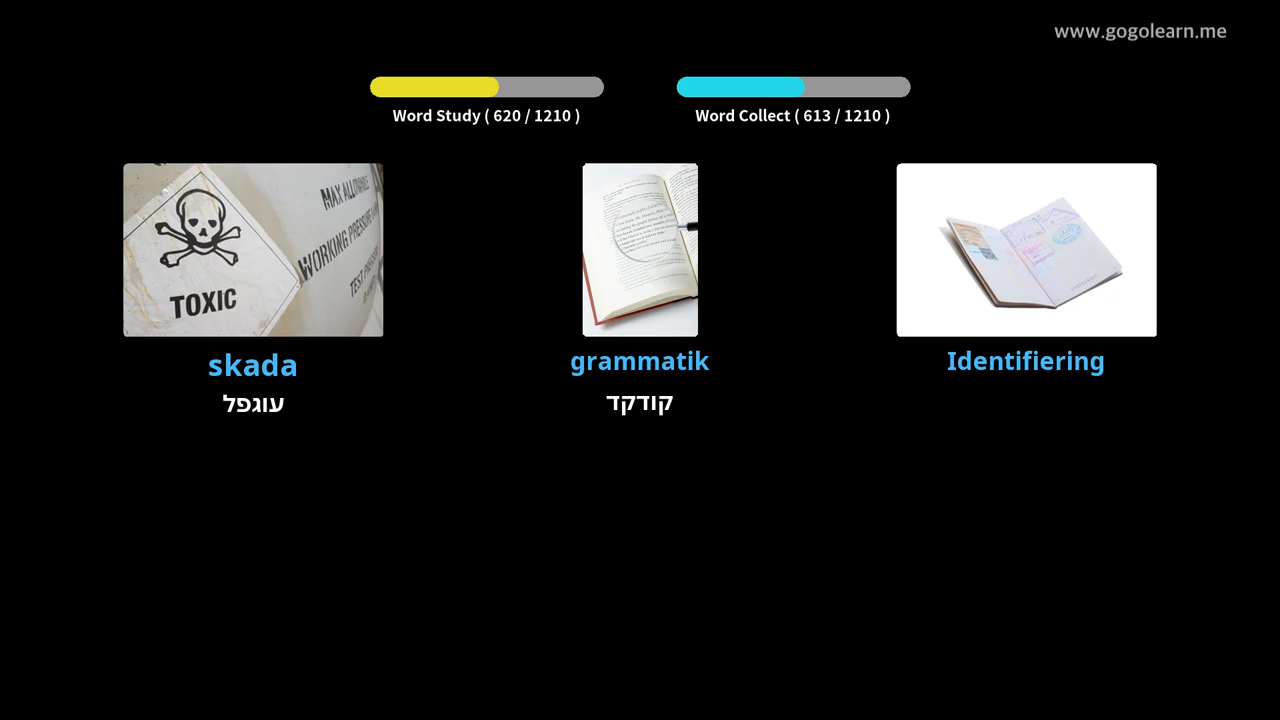 www.gogolearn.me
Word Study ( 620 / 1210 )
Word Collect ( 613 / 1210 )
MAX ALLOWABLE
WORKING PRESSURE
TEST
TOXIC
skada
עוגפל
grammatik
קודקד
Identifiering